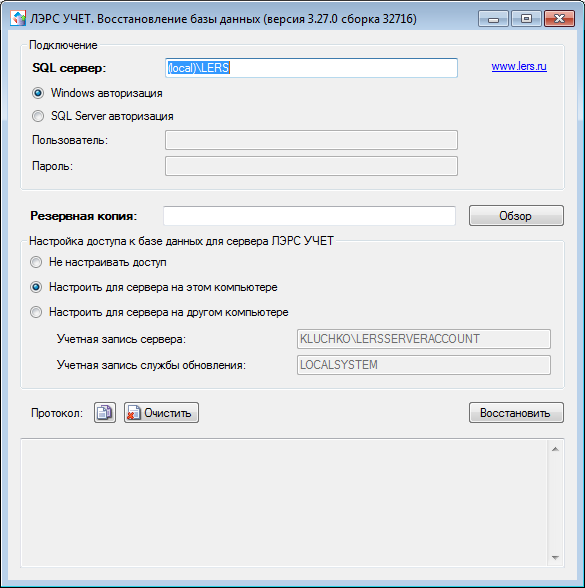 ЛЭРС УЧЕТ. Восстановление базы данных (версия 3.27.0 сборка 32716)
Подключение
SQL сервер: (local)\LERS www.lers.ru
Windows авторизация
SQL Server авторизация
Пользователь:
Пароль:
Резервная копия: Обзор
Настройка доступа к базе данных для сервера ЛЭРС УЧЕТ
Не настраивать доступ
Настроить для сервера на этом компьютере
Настроить для сервера на другом компьютере
Учетная запись сервера: KLUCHKO\LERSSERVERACCOUNT
Учетная запись службы обновления: LOCALSYSTEM
Протокол: Очистить Восстановить